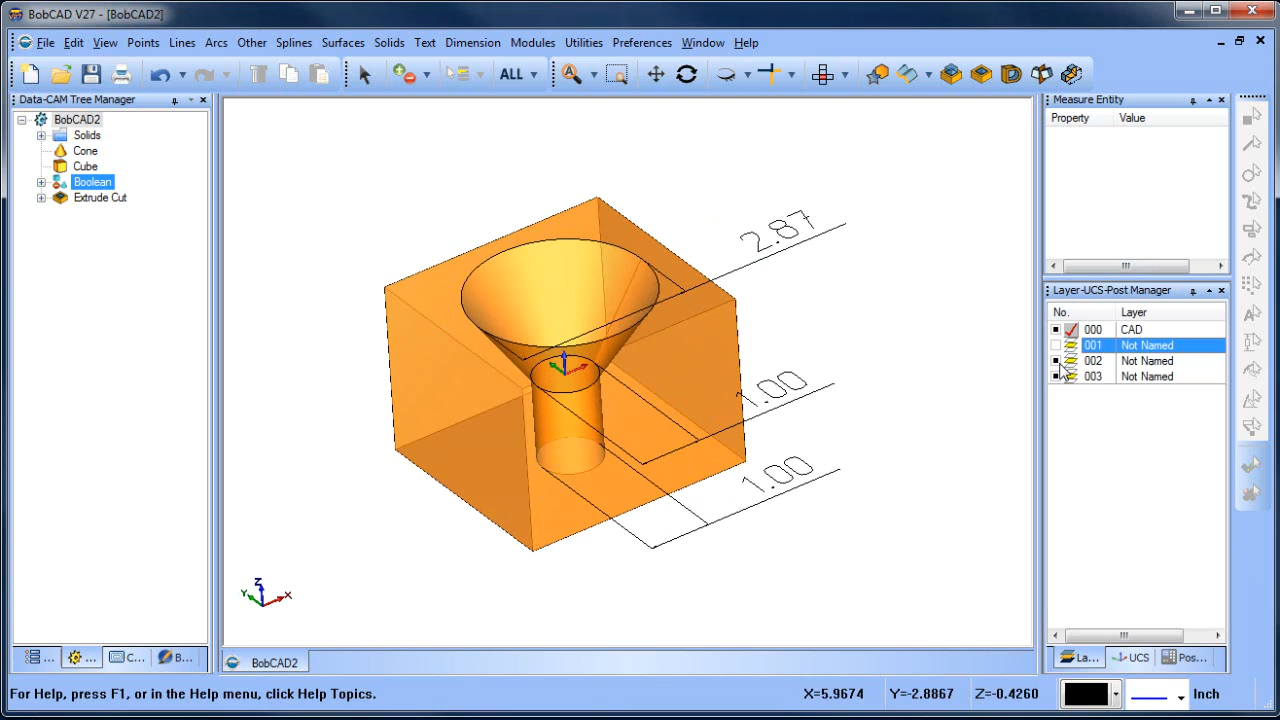 BobCAD V27 - [BobCAD2]
File Edit View Points Lines Arcs Other Splines Surfaces Solids Text Dimension Modules Utilities Preferences Window Help
ALL
Data-CAM Tree Manager
BobCAD2
Solids
Cone
Cube
Boolean
Extrude Cut
2.87
1.00
1.00
Z
Y
X
Measure Entity
Property Value
Layer-UCS-Post Manager
No. Layer
000 CAD
001 Not Named
002 Not Named
003 Not Named
... ... C... B...
BobCAD2
La... UCS Pos...
For Help, press F1, or in the Help menu, click Help Topics.
X=5.9674 Y=-2.8867 Z=-0.4260 Inch